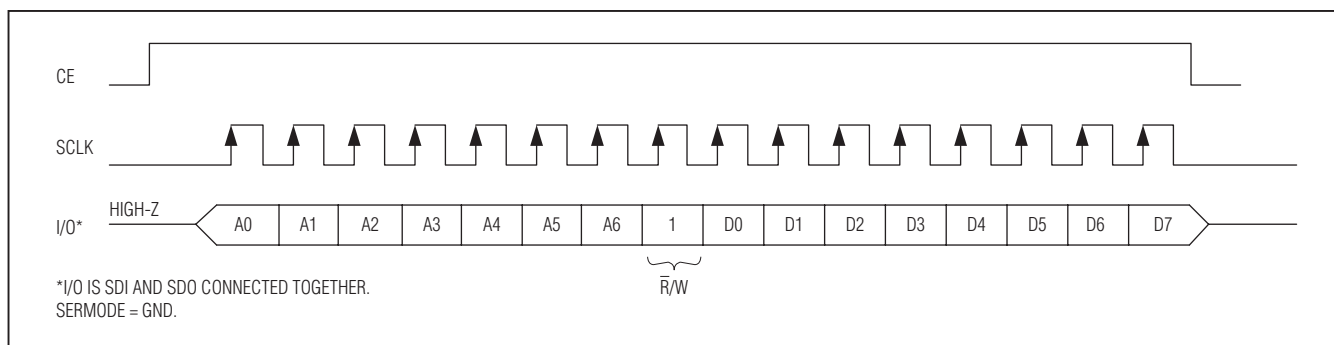 CE
SCLK
I/O*
HIGH-Z
A0 A1 A2 A3 A4 A5 A6 1 D0 D1 D2 D3 D4 D5 D6 D7
R̅/W
*I/O IS SDI AND SDO CONNECTED TOGETHER.
SERMODE = GND.